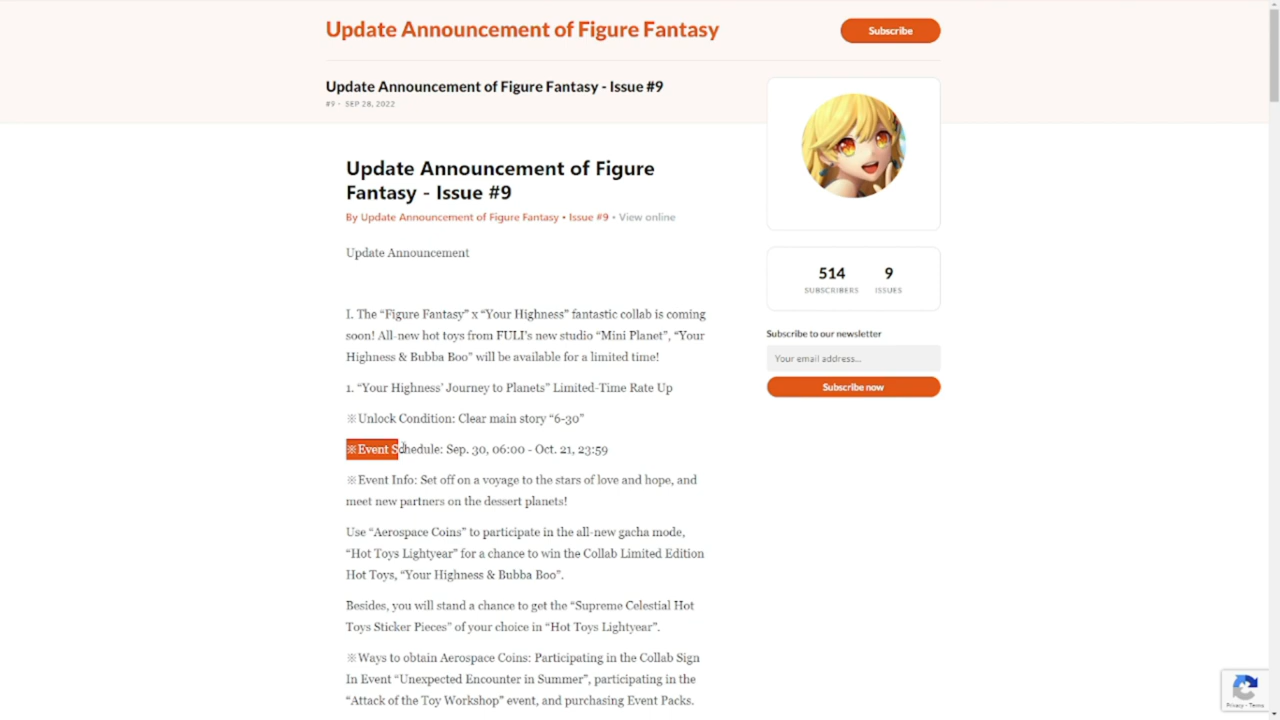 Update Announcement of Figure Fantasy
Subscribe
Update Announcement of Figure Fantasy - Issue #9
#9 - SEP 28, 2022
Update Announcement of Figure
Fantasy - Issue #9
By Update Announcement of Figure Fantasy • Issue #9 • View online
Update Announcement
I. The “Figure Fantasy” x “Your Highness” fantastic collab is coming
soon! All-new hot toys from FULI’s new studio “Mini Planet”, “Your
Highness & Bubba Boo” will be available for a limited time!
1. “Your Highness’ Journey to Planets” Limited-Time Rate Up
※Unlock Condition: Clear main story “6-30”
※Event Schedule: Sep. 30, 06:00 - Oct. 21, 23:59
※Event Info: Set off on a voyage to the stars of love and hope, and
meet new partners on the dessert planets!
Use “Aerospace Coins” to participate in the all-new gacha mode,
“Hot Toys Lightyear” for a chance to win the Collab Limited Edition
Hot Toys, “Your Highness & Bubba Boo”.
Besides, you will stand a chance to get the “Supreme Celestial Hot
Toys Sticker Pieces” of your choice in “Hot Toys Lightyear”.
※Ways to obtain Aerospace Coins: Participating in the Collab Sign
In Event “Unexpected Encounter in Summer”, participating in the
“Attack of the Toy Workshop” event, and purchasing Event Packs.
514 9
SUBSCRIBERS ISSUES
Subscribe to our newsletter
Your email address...
Subscribe now
Privacy - Terms